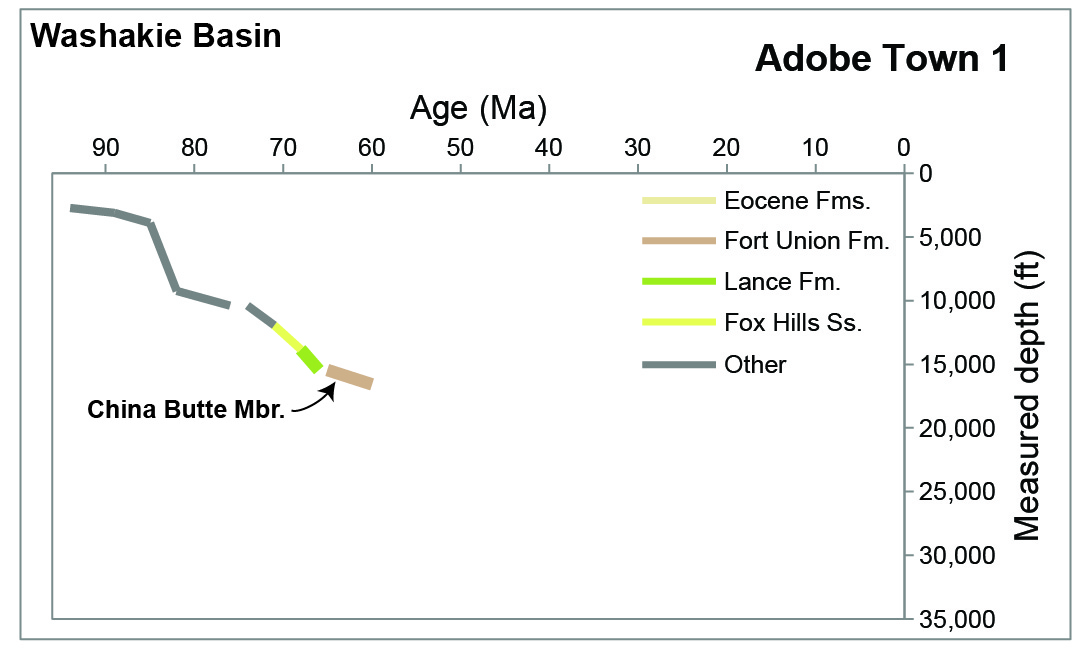 Washakie Basin
Adobe Town 1
Age (Ma)
90 80 70 60 50 40 30 20 10 0
0
5,000
10,000
15,000
20,000
25,000
30,000
35,000
Measured depth (ft)
Eocene Fms.
Fort Union Fm.
Lance Fm.
Fox Hills Ss.
Other
China Butte Mbr.